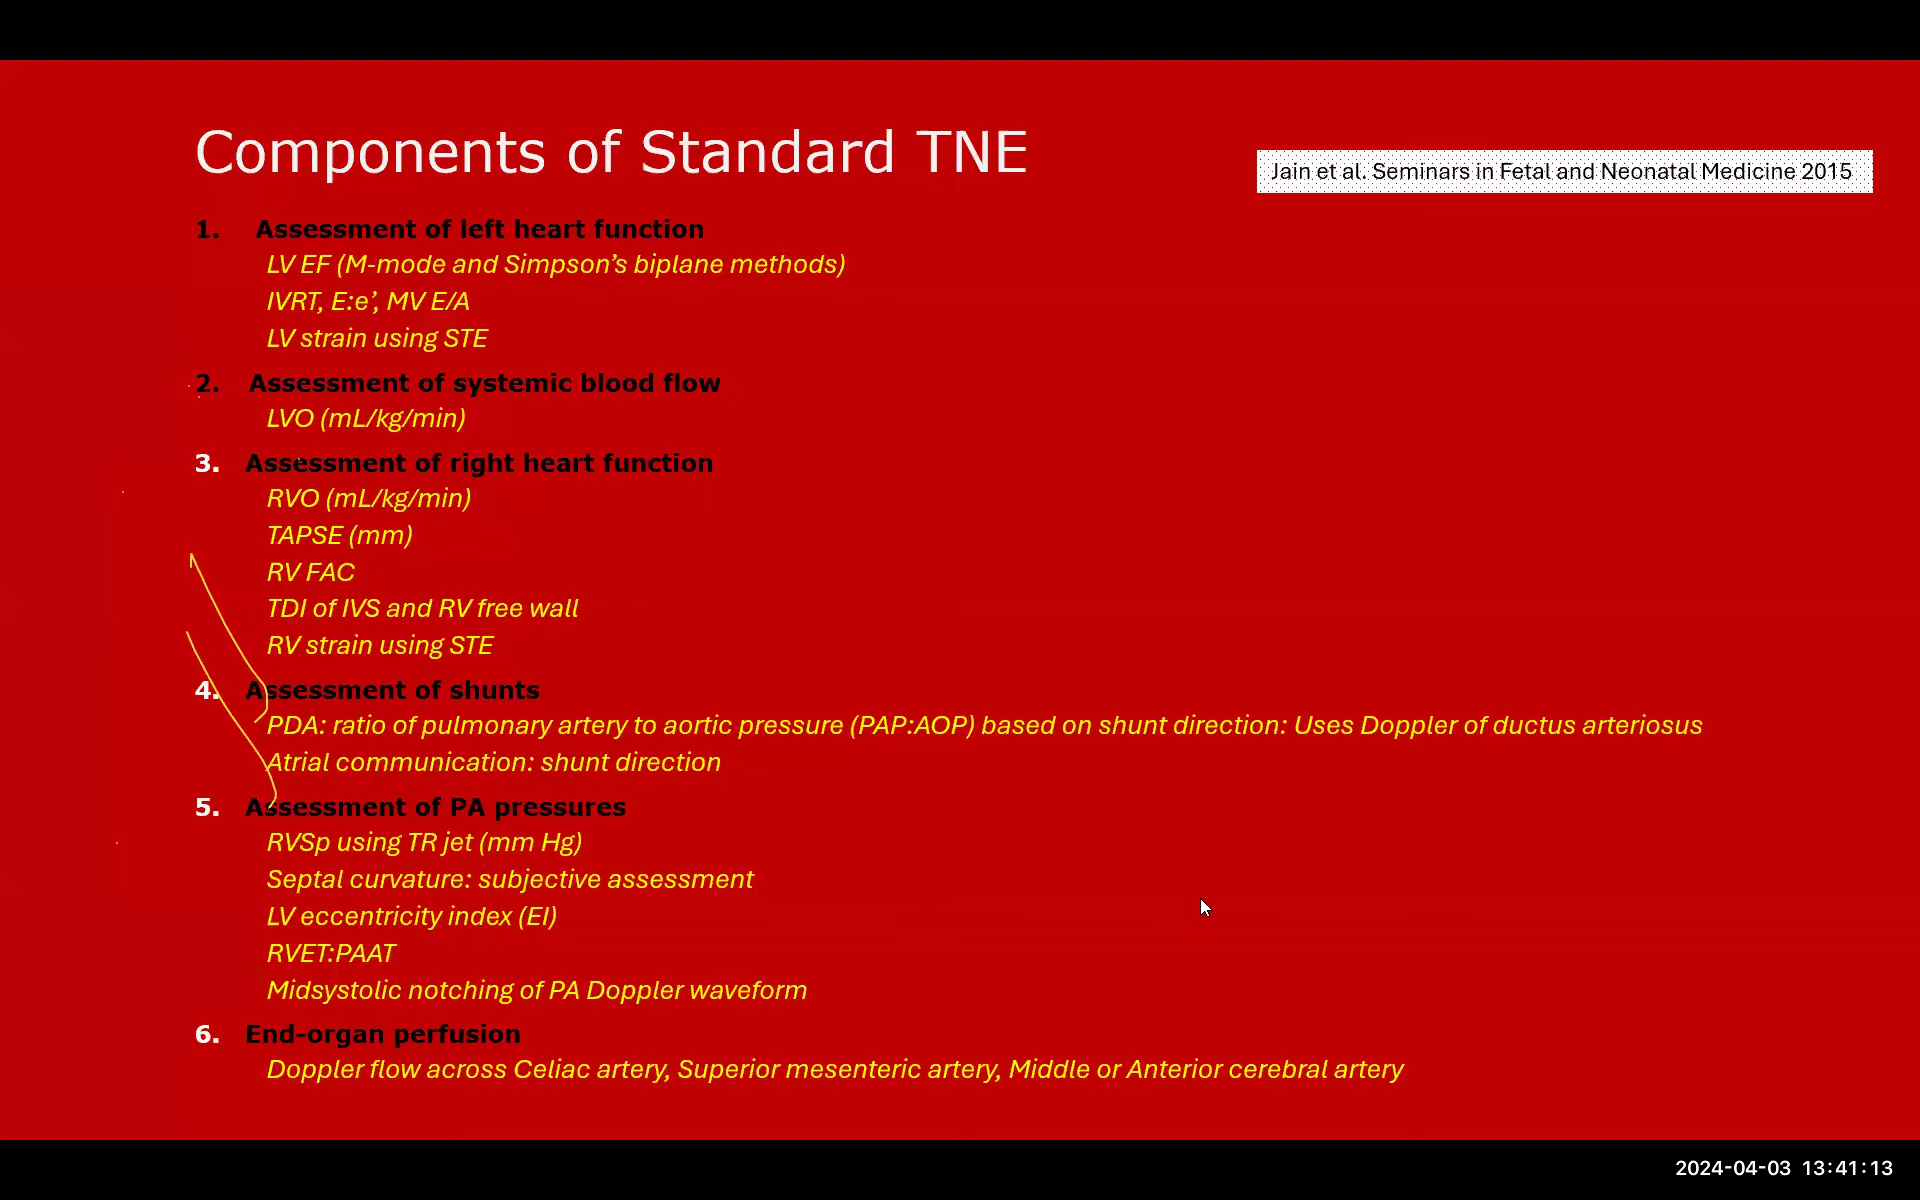 Components of Standard TNE
Jain et al. Seminars in Fetal and Neonatal Medicine 2015
1. Assessment of left heart function
LV EF (M-mode and Simpson’s biplane methods)
IVRT, E:e’, MV E/A
LV strain using STE
2. Assessment of systemic blood flow
LVO (mL/kg/min)
3. Assessment of right heart function
RVO (mL/kg/min)
TAPSE (mm)
RV FAC
TDI of IVS and RV free wall
RV strain using STE
4. Assessment of shunts
PDA: ratio of pulmonary artery to aortic pressure (PAP:AOP) based on shunt direction: Uses Doppler of ductus arteriosus
Atrial communication: shunt direction
5. Assessment of PA pressures
RVSp using TR jet (mm Hg)
Septal curvature: subjective assessment
LV eccentricity index (EI)
RVET:PAAT
Midsystolic notching of PA Doppler waveform
6. End-organ perfusion
Doppler flow across Celiac artery, Superior mesenteric artery, Middle or Anterior cerebral artery
2024-04-03 13:41:13